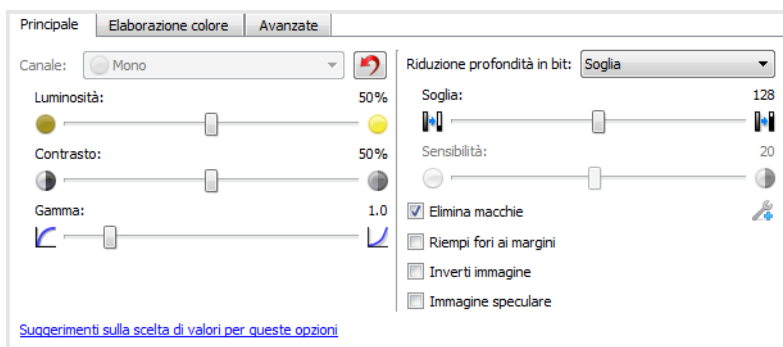 Principale Elaborazione colore Avanzate
Canale: Mono
Luminosità: 50%
Contrasto: 50%
Gamma: 1.0
Suggerimenti sulla scelta di valori per queste opzioni
Riduzione profondità in bit: Soglia
Soglia: 128
Sensibilità: 20
Elimina macchie
Riempi fori ai margini
Inverti immagine
Immagine speculare